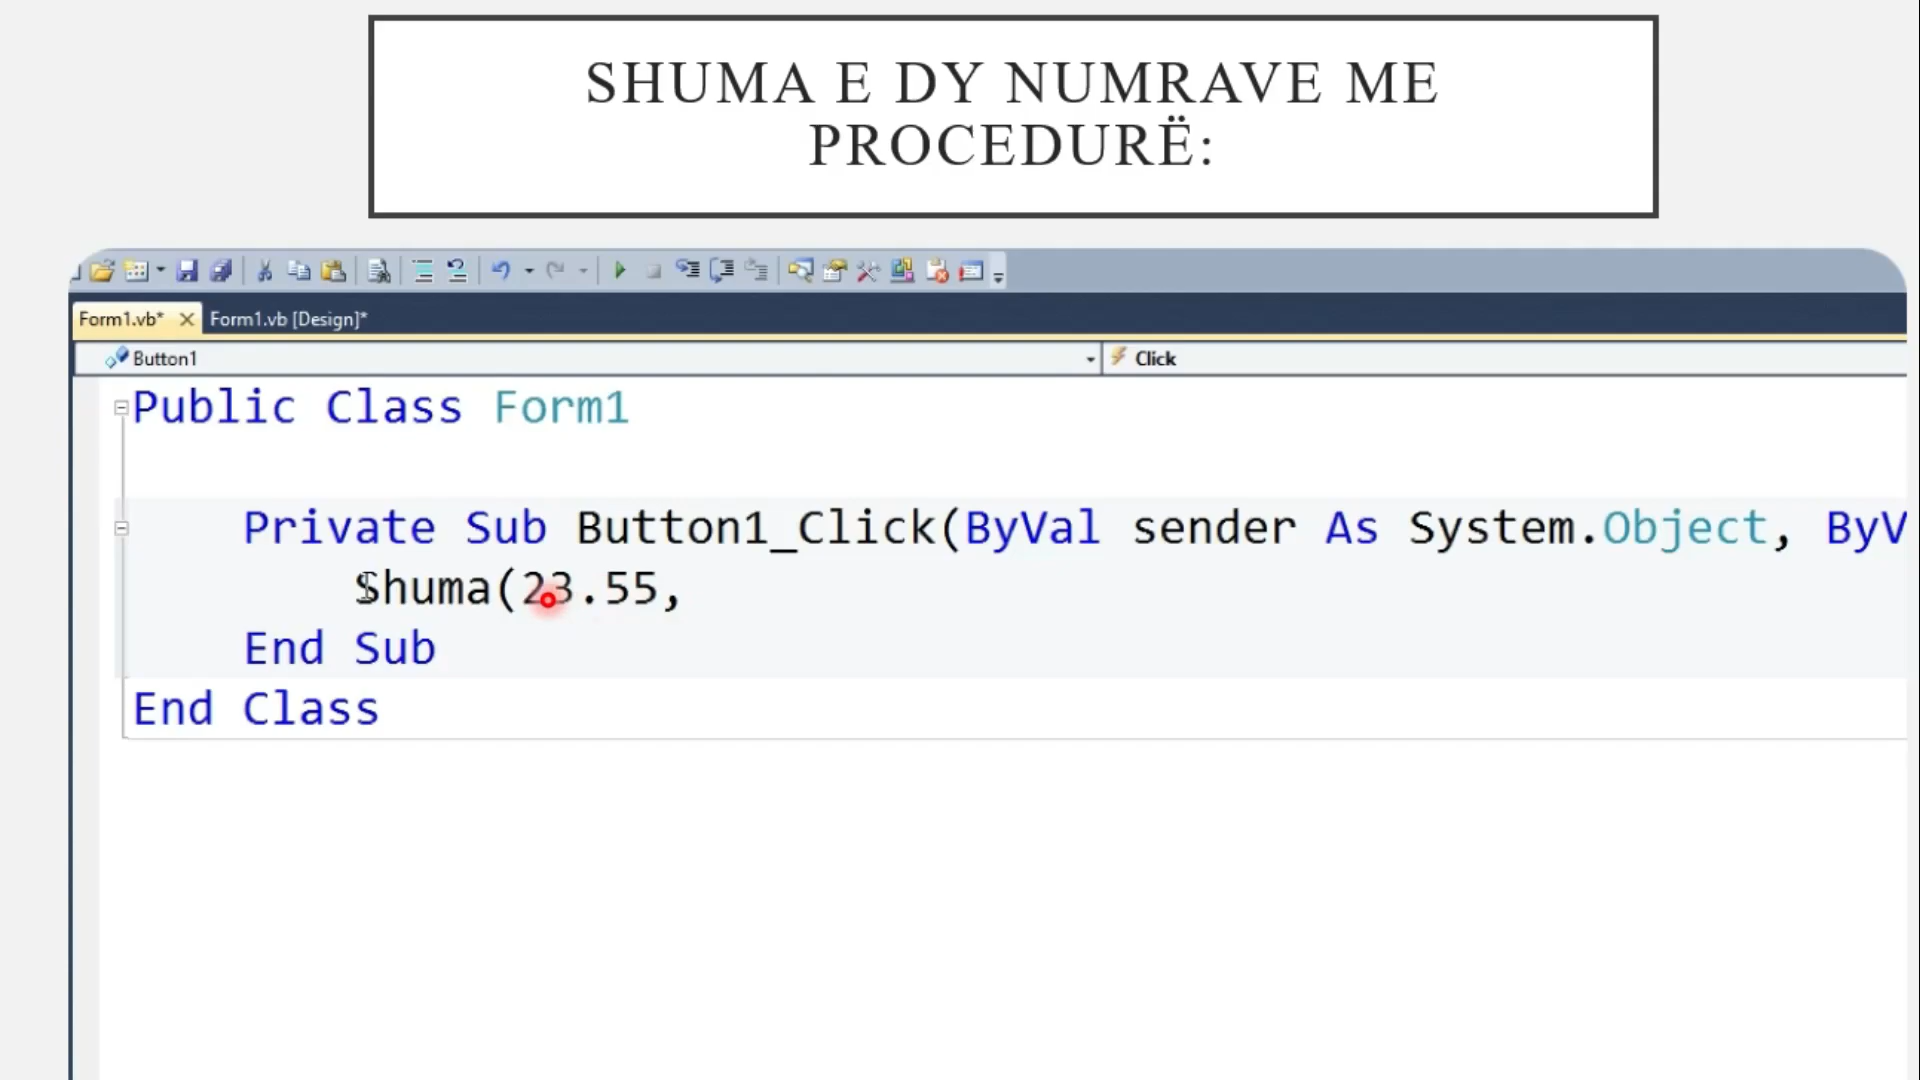 SHUMA E DY NUMRAVE ME
PROCEDURË:
Form1.vb* Form1.vb [Design]*
Button1 Click
Public Class Form1
Private Sub Button1_Click(ByVal sender As System.Object, ByV
Shuma(23.55,
End Sub
End Class